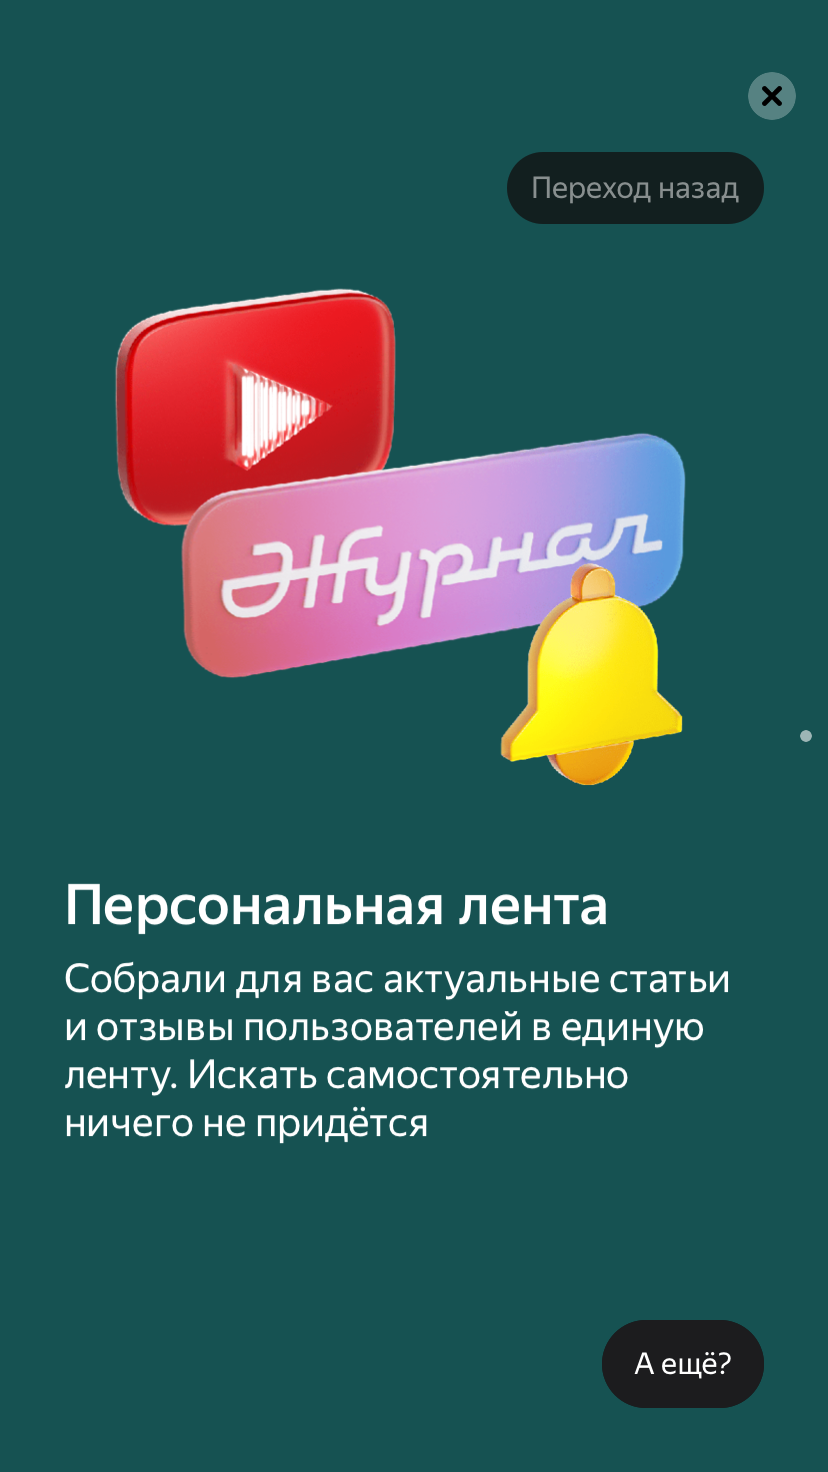 Переход назад
Журнал
Персональная лента
Собрали для вас актуальные статьи
и отзывы пользователей в единую
ленту. Искать самостоятельно
ничего не придётся
А ещё?